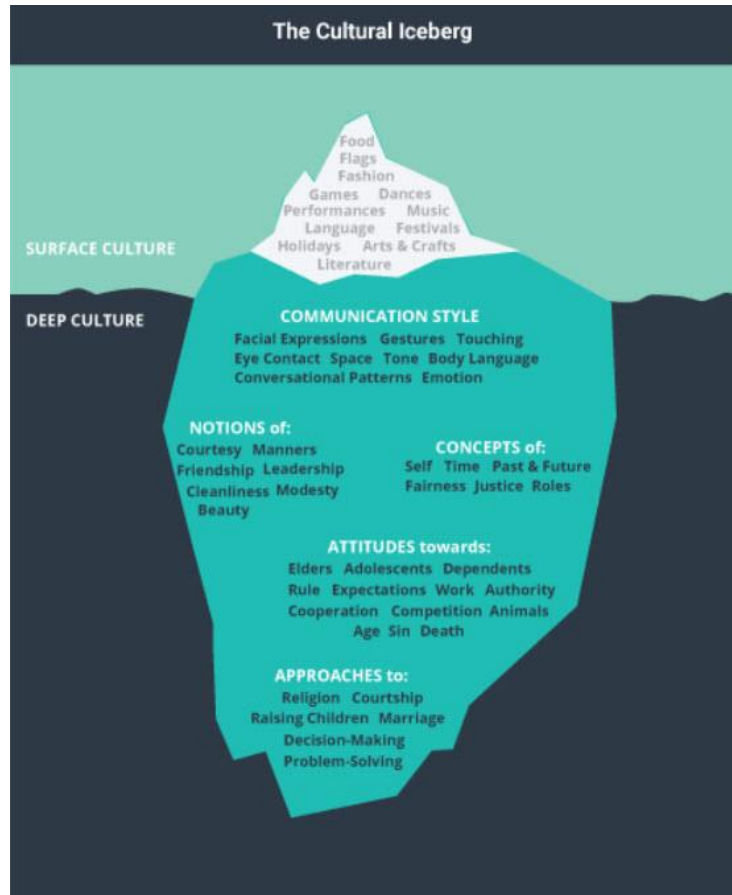 The Cultural Iceberg
Food
Flags
Fashion
Games Dances
Performances Music
Language Festivals
Holidays Arts & Crafts
Literature
SURFACE CULTURE
DEEP CULTURE
COMMUNICATION STYLE
Facial Expressions Gestures Touching
Eye Contact Space Tone Body Language
Conversational Patterns Emotion
NOTIONS of:
Courtesy Manners
Friendship Leadership
Cleanliness Modesty
Beauty
CONCEPTS of:
Self Time Past & Future
Fairness Justice Roles
ATTITUDES towards:
Elders Adolescents Dependents
Rule Expectations Work Authority
Cooperation Competition Animals
Age Sin Death
APPROACHES to:
Religion Courtship
Raising Children Marriage
Decision-Making
Problem-Solving